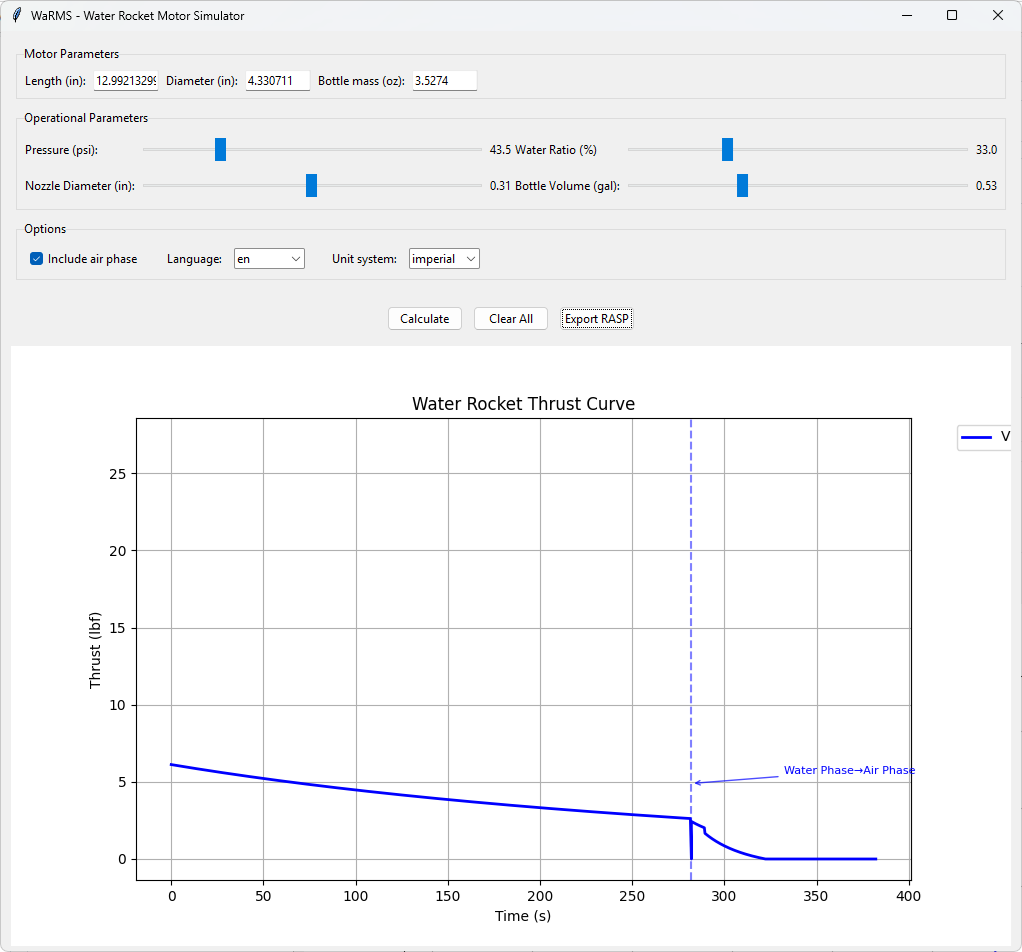 WaRMS - Water Rocket Motor Simulator
Motor Parameters
Length (in): 12.99213299 Diameter (in): 4.330711 Bottle mass (oz): 3.5274
Operational Parameters
Pressure (psi): 43.5 Water Ratio (%) 33.0
Nozzle Diameter (in): 0.31 Bottle Volume (gal): 0.53
Options
Include air phase Language: en Unit system: imperial
Calculate Clear All Export RASP
Water Rocket Thrust Curve
V
25
20
15
10
5
0
Thrust (lbf)
Water Phase→Air Phase
0 50 100 150 200 250 300 350 400
Time (s)